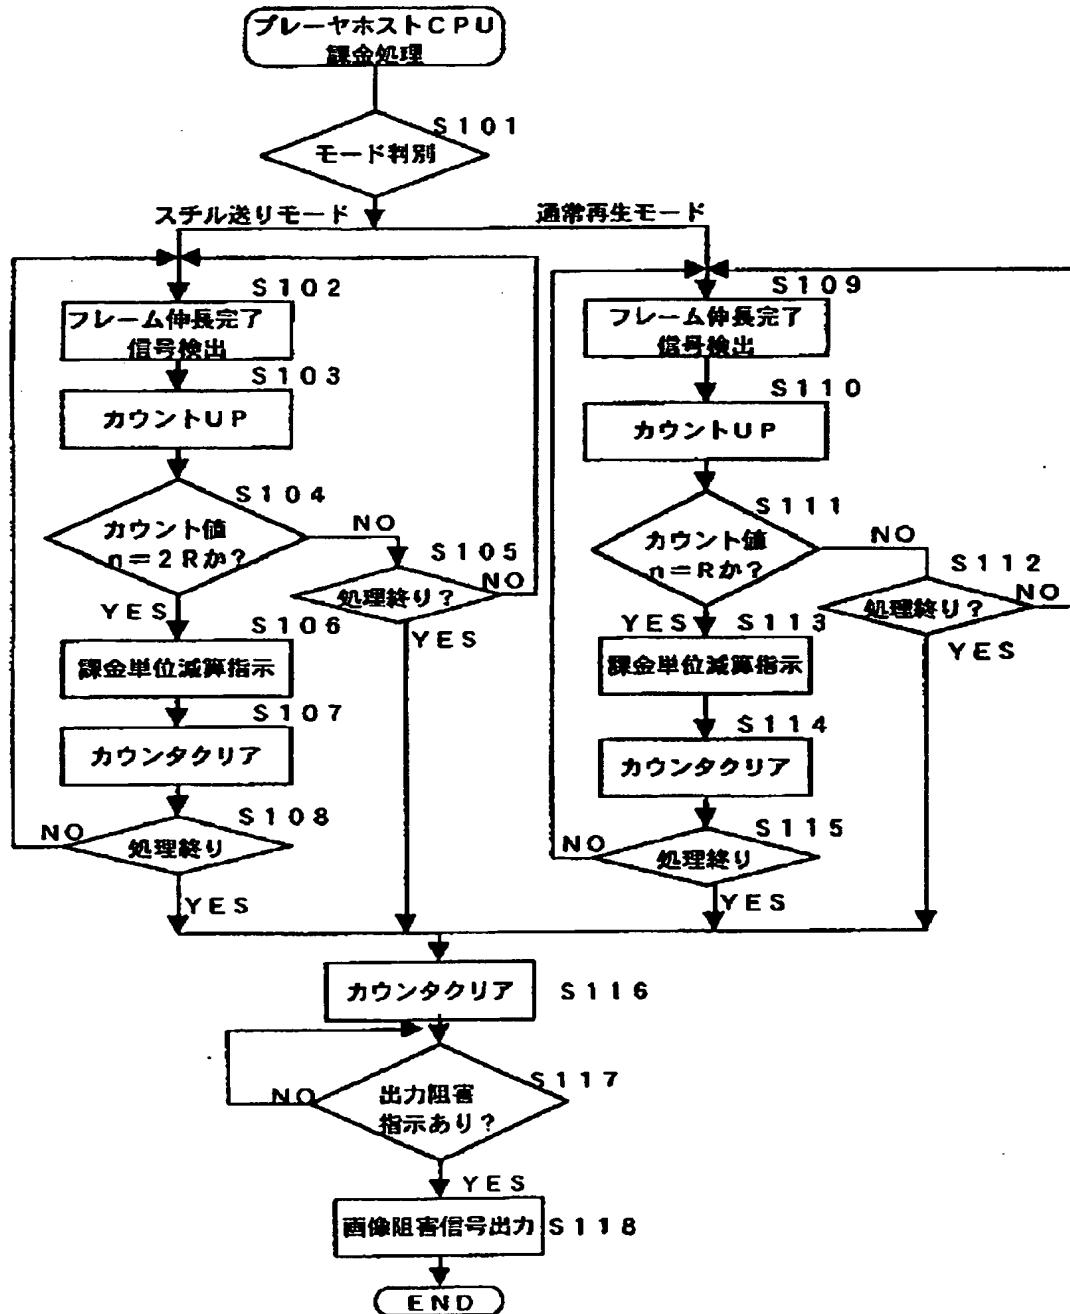 プレーヤホストCPU
課金処理
S101
モード判別
スチル送りモード
通常再生モード
S102
フレーム伸長完了
信号検出
S103
カウントUP
S104
カウント値
n=2Rか?
NO
S105
処理終り?
NO
YES
YES
S106
課金単位減算指示
S107
カウンタクリア
S108
処理終り
NO
YES
S109
フレーム伸長完了
信号検出
S110
カウントUP
S111
カウント値
n=Rか?
NO
S112
処理終り?
NO
YES
YES
S113
課金単位減算指示
S114
カウンタクリア
S115
処理終り
NO
YES
カウンタクリア
S116
S117
出力阻害
指示あり?
NO
YES
画像阻害信号出力
S118
END